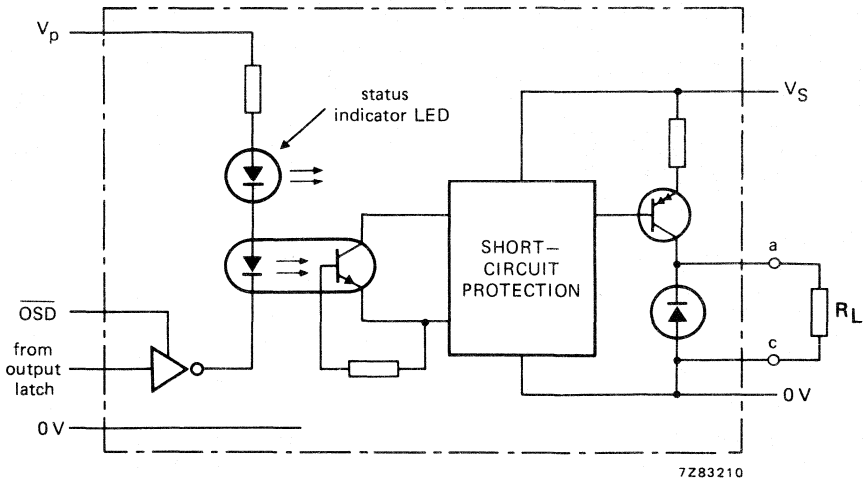 Vp
status
indicator LED
VS
SHORT–
CIRCUIT
PROTECTION
a
RL
c
OSD
from
output
latch
0 V
0 V
7Z83210